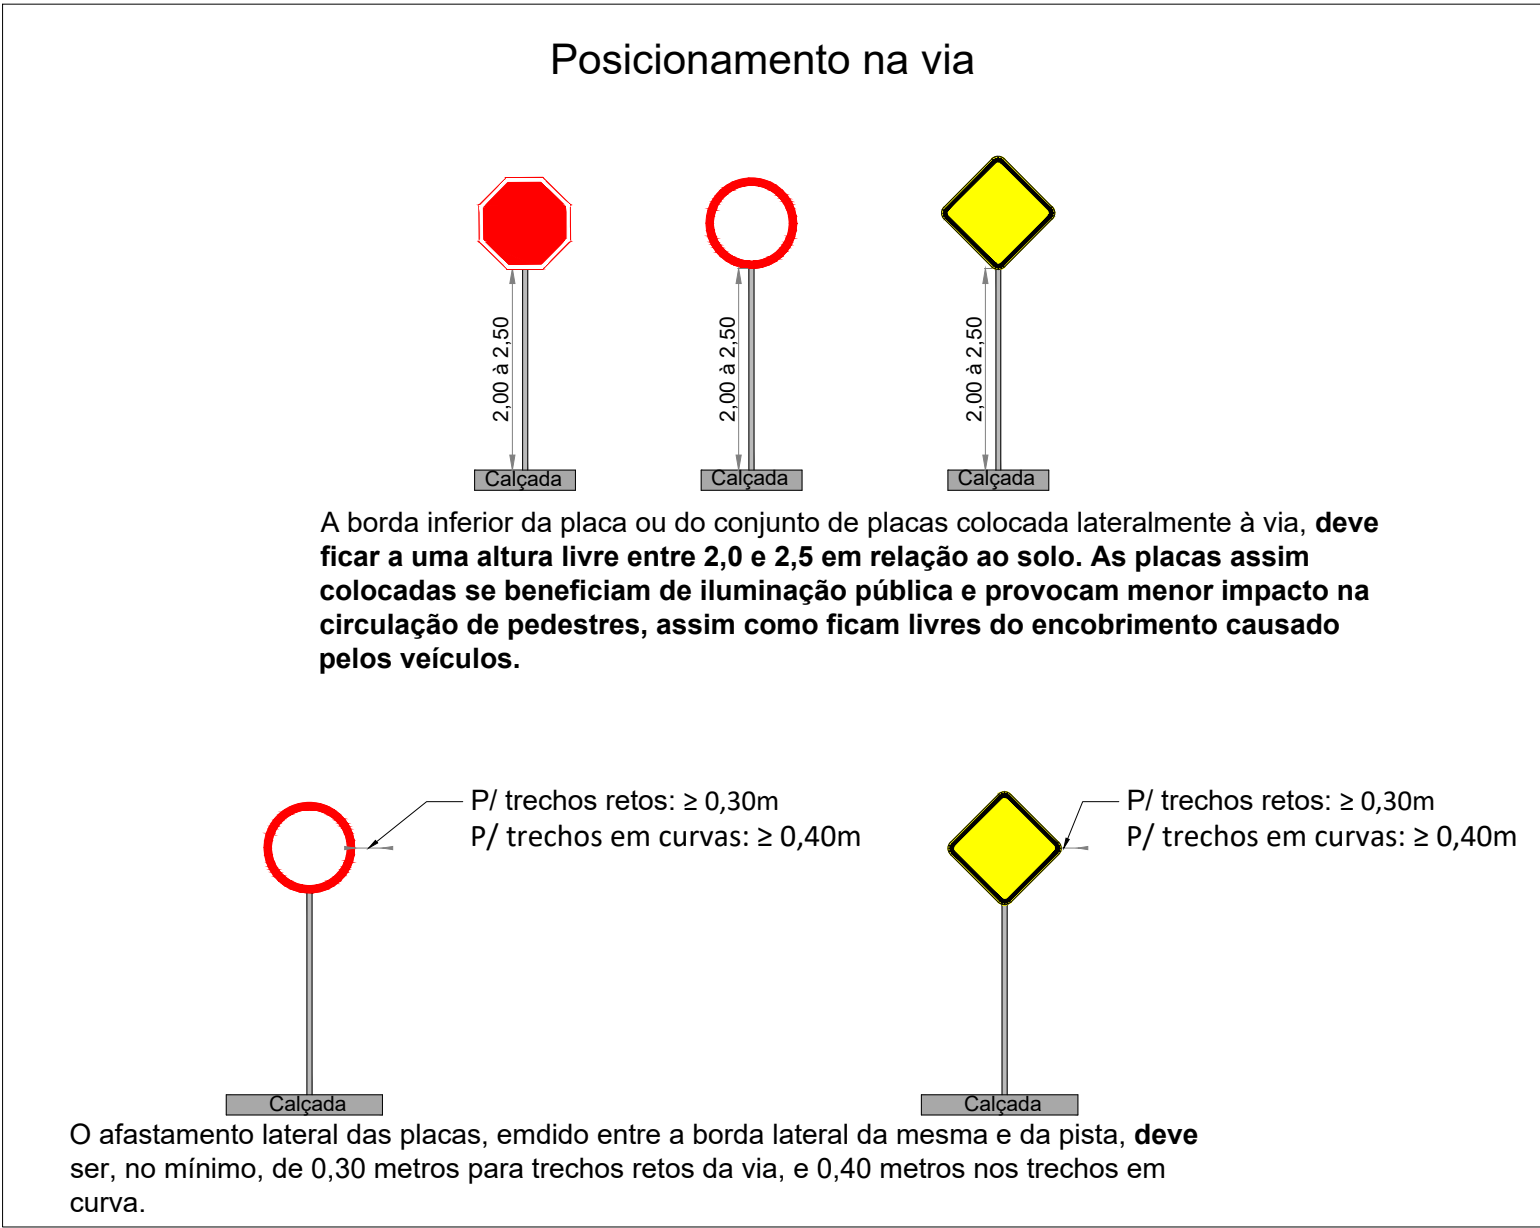 Posicionamento na via
2,00 à 2,50
2,00 à 2,50
2,00 à 2,50
Calçada
Calçada
Calçada
A borda inferior da placa ou do conjunto de placas colocada lateralmente à via, deve
ficar a uma altura livre entre 2,0 e 2,5 em relação ao solo. As placas assim
colocadas se beneficiam de iluminação pública e provocam menor impacto na
circulação de pedestres, assim como ficam livres do encobrimento causado
pelos veículos.
P/ trechos retos: ≥ 0,30m
P/ trechos em curvas: ≥ 0,40m
P/ trechos retos: ≥ 0,30m
P/ trechos em curvas: ≥ 0,40m
Calçada
Calçada
O afastamento lateral das placas, emdido entre a borda lateral da mesma e da pista, deve
ser, no mínimo, de 0,30 metros para trechos retos da via, e 0,40 metros nos trechos em
curva.